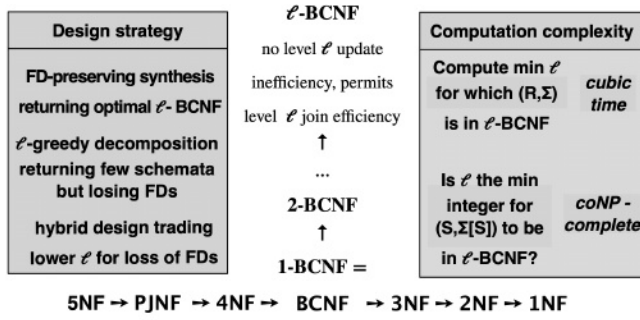 Design strategy
FD-preserving synthesis
returning optimal ℓ- BCNF
ℓ-greedy decomposition
returning few schemata
but losing FDs
hybrid design trading
lower ℓ for loss of FDs
ℓ-BCNF
no level ℓ update
inefficiency, permits
level ℓ join efficiency
↑
...
2-BCNF
↑
1-BCNF =
Computation complexity
Compute min ℓ
for which (R,Σ)
is in ℓ-BCNF
cubic
time
Is ℓ the min
integer for
(S,Σ[S]) to be
in ℓ-BCNF?
coNP -
complete
5NF → PJNF → 4NF → BCNF → 3NF → 2NF → 1NF